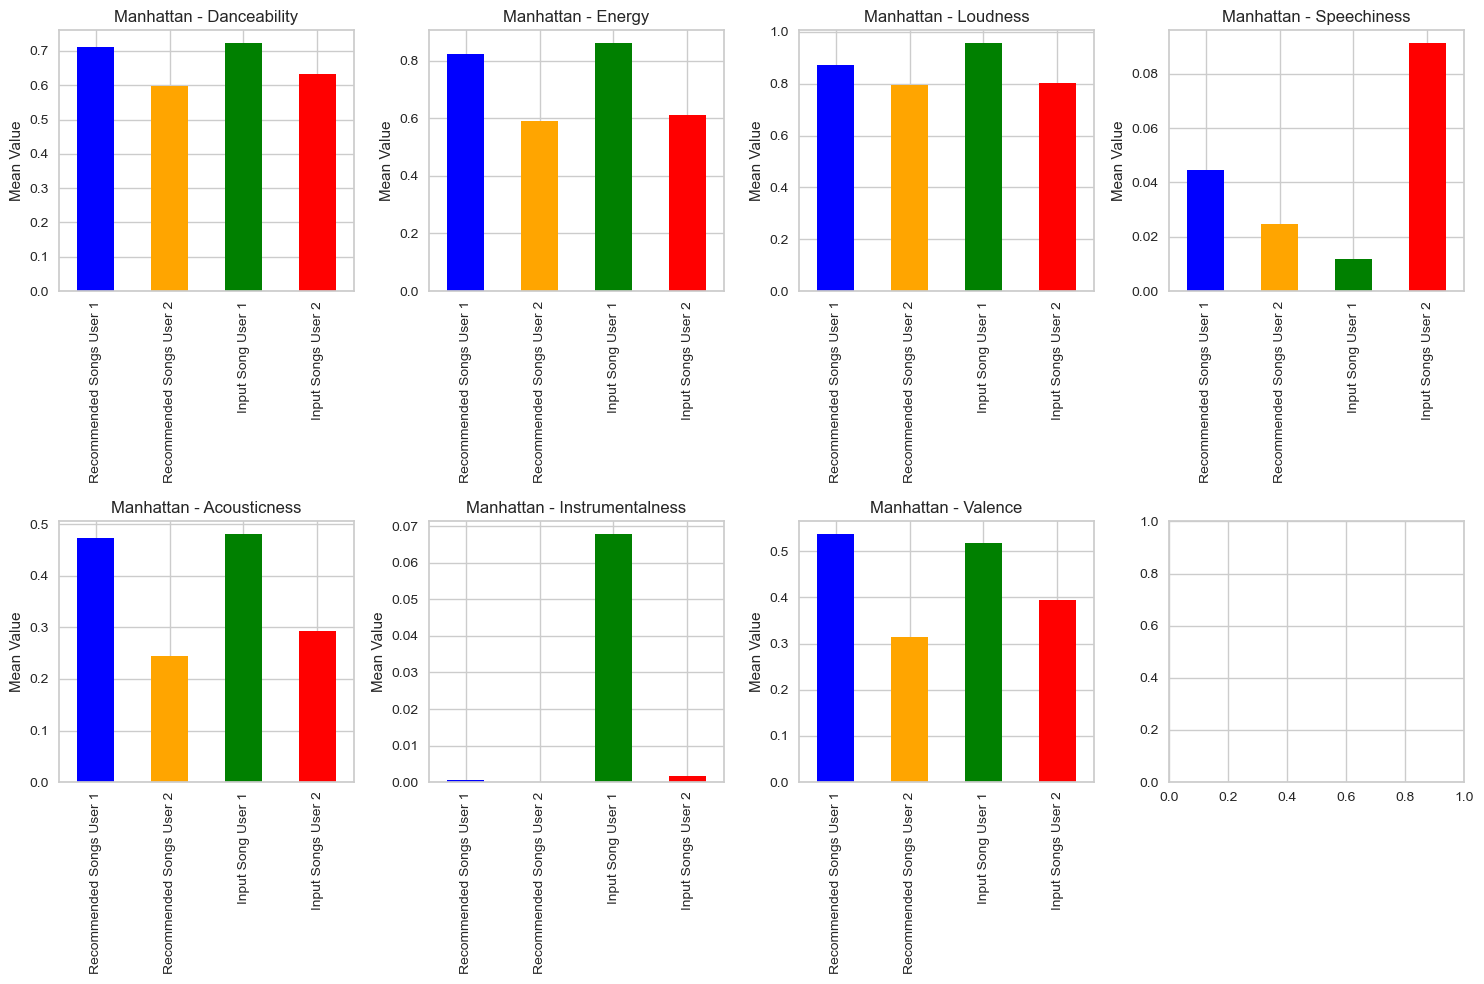 Manhattan - Danceability
Mean Value
0.7
0.6
0.5
0.4
0.3
0.2
0.1
0.0
Recommended Songs User 1
Recommended Songs User 2
Input Song User 1
Input Songs User 2
Manhattan - Energy
Mean Value
0.8
0.6
0.4
0.2
0.0
Recommended Songs User 1
Recommended Songs User 2
Input Song User 1
Input Songs User 2
Manhattan - Loudness
Mean Value
1.0
0.8
0.6
0.4
0.2
0.0
Recommended Songs User 1
Recommended Songs User 2
Input Song User 1
Input Songs User 2
Manhattan - Speechiness
Mean Value
0.08
0.06
0.04
0.02
0.00
Recommended Songs User 1
Recommended Songs User 2
Input Song User 1
Input Songs User 2
Manhattan - Acousticness
Mean Value
0.5
0.4
0.3
0.2
0.1
0.0
Recommended Songs User 1
Recommended Songs User 2
Input Song User 1
Input Songs User 2
Manhattan - Instrumentalness
Mean Value
0.07
0.06
0.05
0.04
0.03
0.02
0.01
0.00
Recommended Songs User 1
Recommended Songs User 2
Input Song User 1
Input Songs User 2
Manhattan - Valence
Mean Value
0.5
0.4
0.3
0.2
0.1
0.0
Recommended Songs User 1
Recommended Songs User 2
Input Song User 1
Input Songs User 2
1.0
0.8
0.6
0.4
0.2
0.0
0.0 0.2 0.4 0.6 0.8 1.0